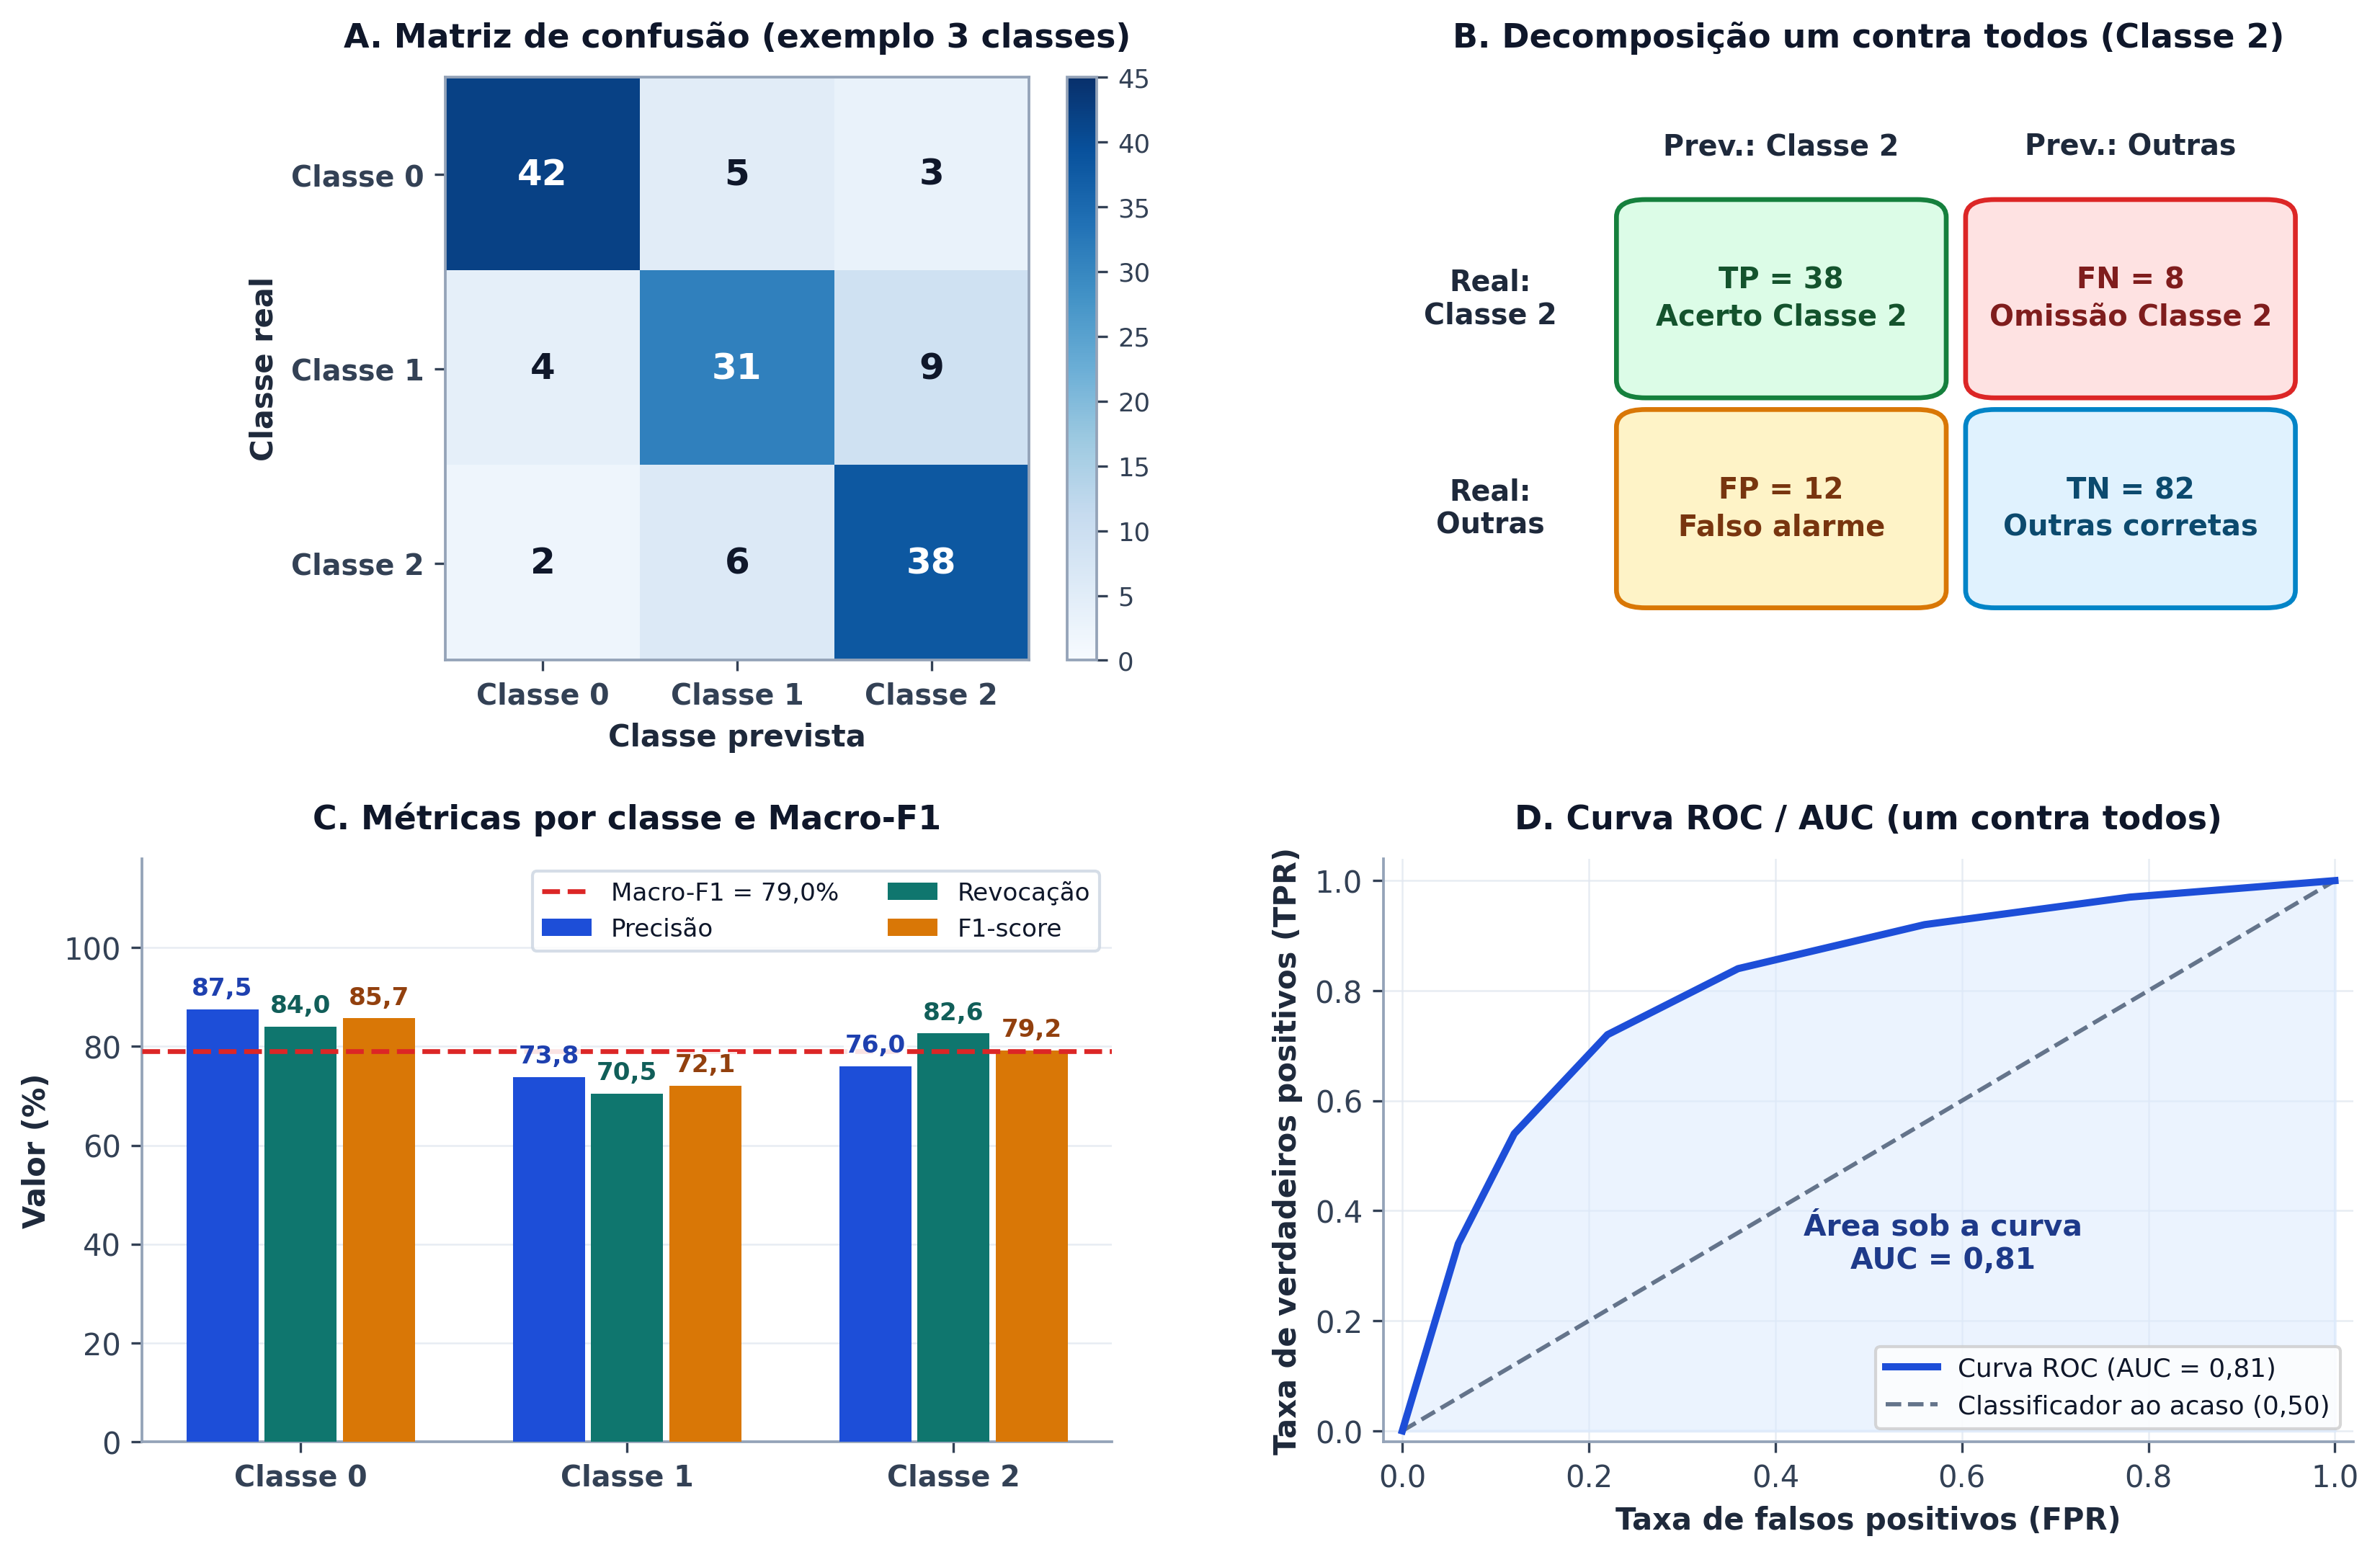 A. Matriz de confusão (exemplo 3 classes)
Classe real
Classe 0
Classe 1
Classe 2
42 5 3
4 31 9
2 6 38
Classe 0 Classe 1 Classe 2
Classe prevista
45
40
35
30
25
20
15
10
5
0
B. Decomposição um contra todos (Classe 2)
Prev.: Classe 2 Prev.: Outras
Real:
Classe 2
TP = 38
Acerto Classe 2
FN = 8
Omissão Classe 2
Real:
Outras
FP = 12
Falso alarme
TN = 82
Outras corretas
C. Métricas por classe e Macro-F1
Macro-F1 = 79,0%
Precisão
Revocação
F1-score
Valor (%)
100
80
60
40
20
0
87,5 84,0 85,7
73,8 70,5 72,1
76,0 82,6 79,2
Classe 0 Classe 1 Classe 2
D. Curva ROC / AUC (um contra todos)
Taxa de verdadeiros positivos (TPR)
1.0
0.8
0.6
0.4
0.2
0.0
Área sob a curva
AUC = 0,81
Curva ROC (AUC = 0,81)
Classificador ao acaso (0,50)
0.0 0.2 0.4 0.6 0.8 1.0
Taxa de falsos positivos (FPR)